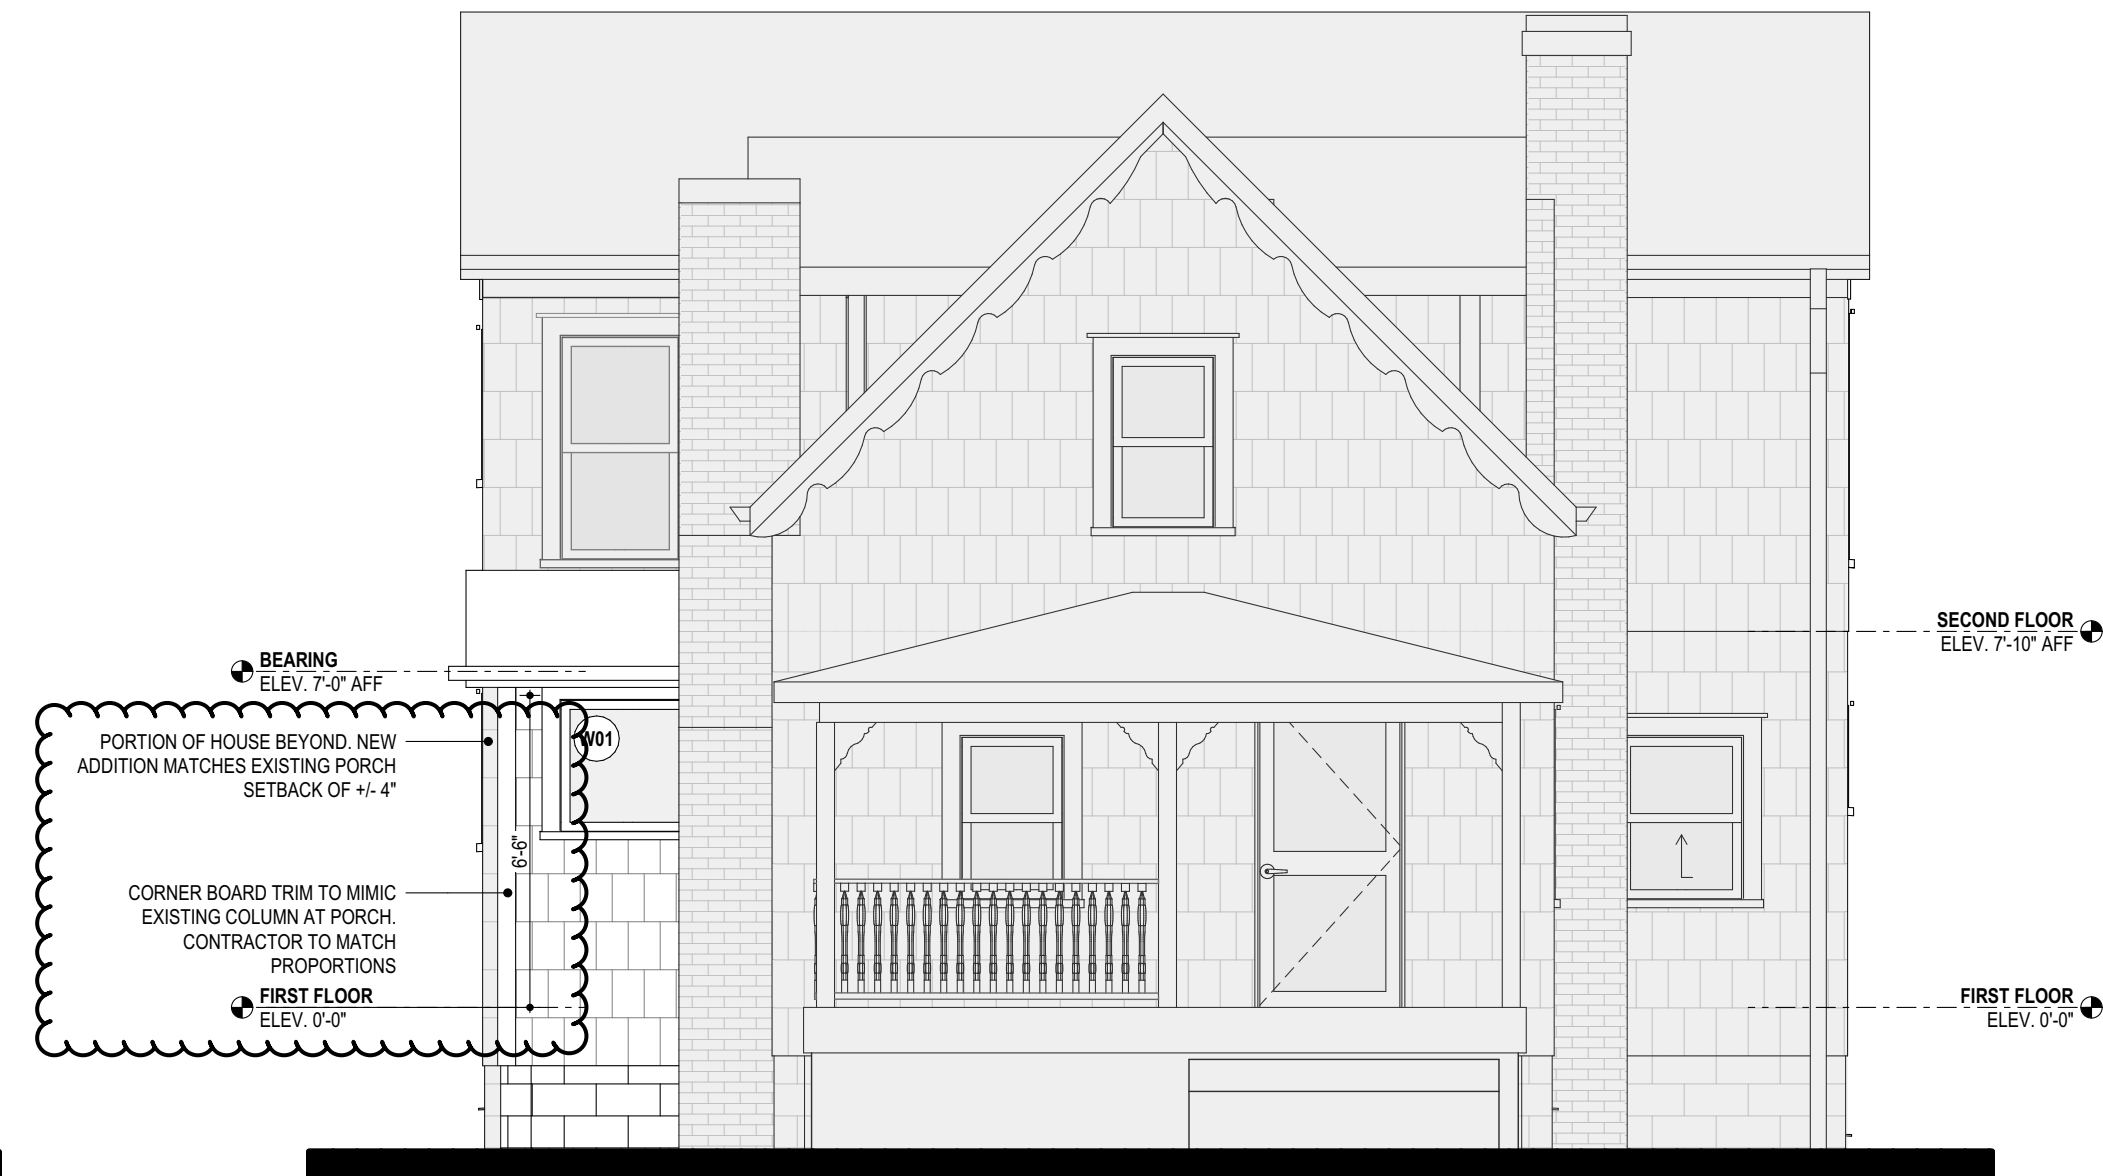 SECOND FLOOR
ELEV. 7'-10" AFF
BEARING
ELEV. 7'-0" AFF
PORTION OF HOUSE BEYOND. NEW
ADDITION MATCHES EXISTING PORCH
SETBACK OF +/- 4"
W01
6'-6"
CORNER BOARD TRIM TO MIMIC
EXISTING COLUMN AT PORCH.
CONTRACTOR TO MATCH
PROPORTIONS
FIRST FLOOR
ELEV. 0'-0"
FIRST FLOOR
ELEV. 0'-0"